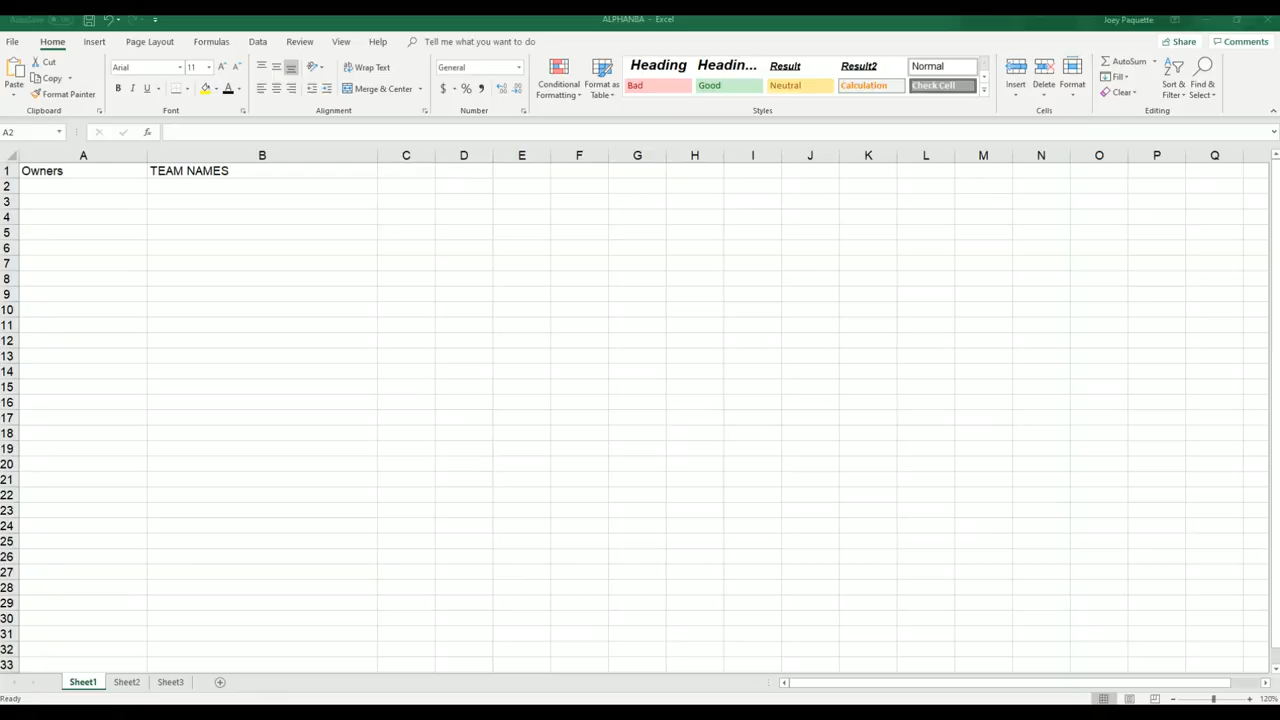 AutoSave ALPHANBA - Excel Joey Paquette
File Home Insert Page Layout Formulas Data Review View Help Tell me what you want to do Share Comments
Paste Cut Copy Format Painter Clipboard
Arial 11 A A B I U A Font
Wrap Text Merge & Center Alignment
General $ % , Number
Conditional Formatting Format as Table
Heading Headin... Result Result2 Normal
Bad Good Neutral Calculation Check Cell
Styles
Insert Delete Format Cells
AutoSum Fill Clear Sort & Filter Find & Select Editing
A2 fx
A B C D E F G H I J K L M N O P Q
1 Owners TEAM NAMES
2
3
4
5
6
7
8
9
10
11
12
13
14
15
16
17
18
19
20
21
22
23
24
25
26
27
28
29
30
31
32
33
Sheet1 Sheet2 Sheet3
Ready 120%